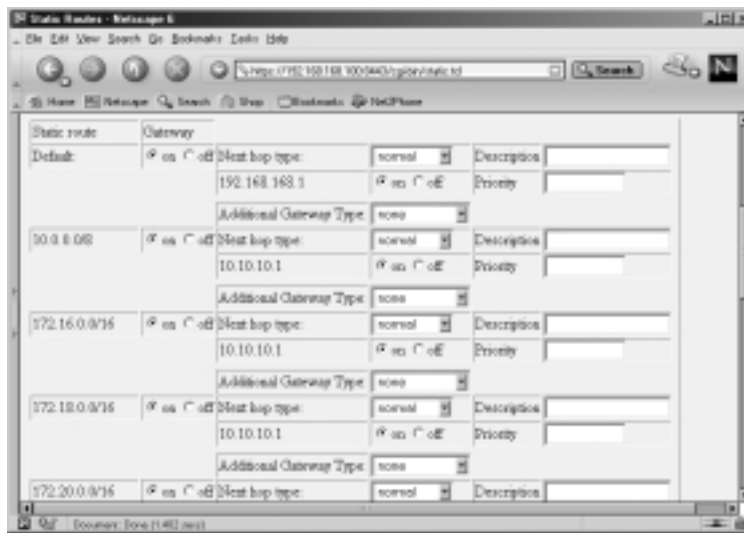 Static Routes - Netscape 6
File Edit View Search Go Bookmarks Tasks Help
Search N
Home Netscape Search Shop Bookmarks Net2Phone
Static route Gateway
Default: on off Next hop type: normal Description
192.168.168.1 on off Priority
Additional Gateway Type: none
10.0.0.0/8 on off Next hop type: normal Description
10.10.10.1 on off Priority
Additional Gateway Type: none
172.16.0.0/16 on off Next hop type: normal Description
10.10.10.1 on off Priority
Additional Gateway Type: none
172.18.0.0/16 on off Next hop type: normal Description
10.10.10.1 on off Priority
Additional Gateway Type: none
172.20.0.0/16 on off Next hop type: normal Description
Document: Done